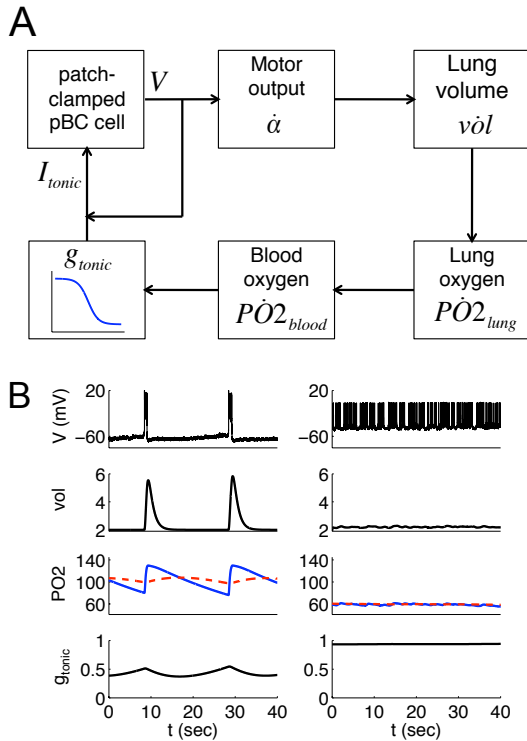 A
patch-
clamped
pBC cell
V
Motor
output
α̇
Lung
volume
vȯl
I_tonic
g_tonic
Blood
oxygen
PȮ2_blood
Lung
oxygen
PȮ2_lung
B
V (mV)
20
−60
20
−60
vol
6
4
2
6
4
2
PO2
140
100
60
140
100
60
g_tonic
1
0.5
0
1
0.5
0
0 10 20 30 40
0 10 20 30 40
t (sec)
t (sec)